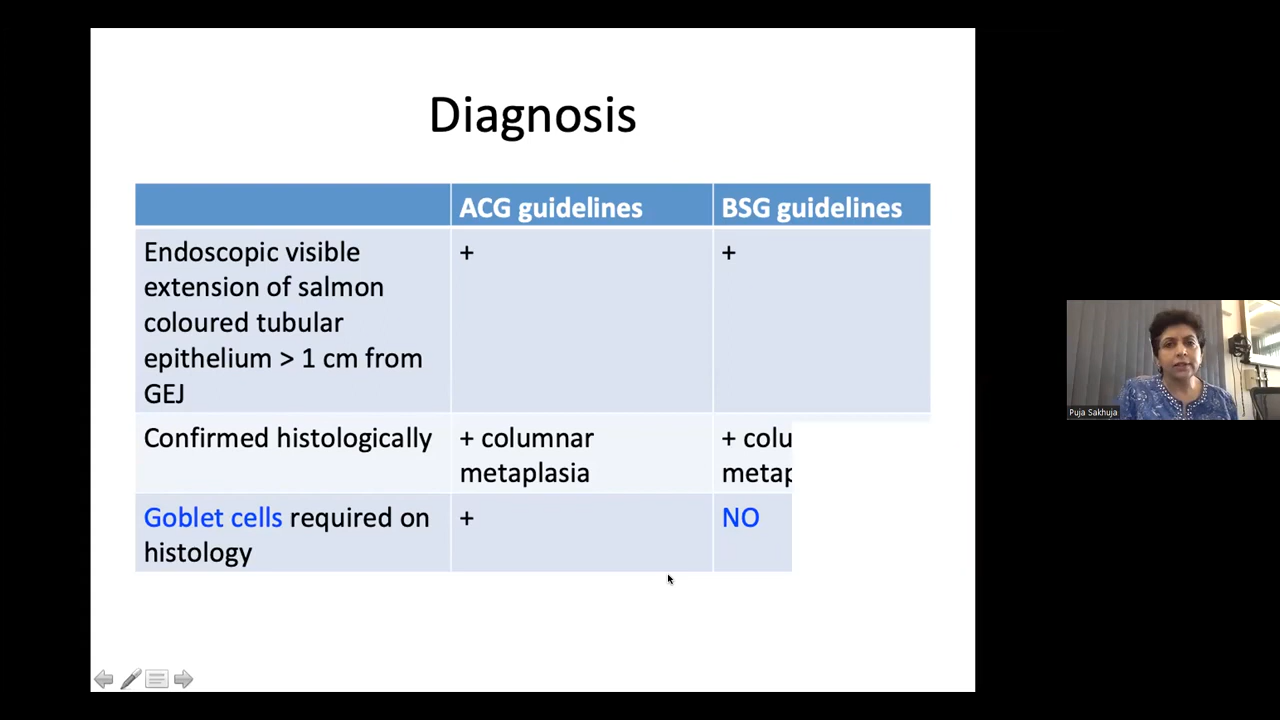 Diagnosis
ACG guidelines
BSG guidelines
Endoscopic visible
extension of salmon
coloured tubular
epithelium > 1 cm from
GEJ
+
+
Confirmed histologically
+ columnar
metaplasia
+ colu
metap
Goblet cells required on
histology
+
NO
Puja Sakhuja